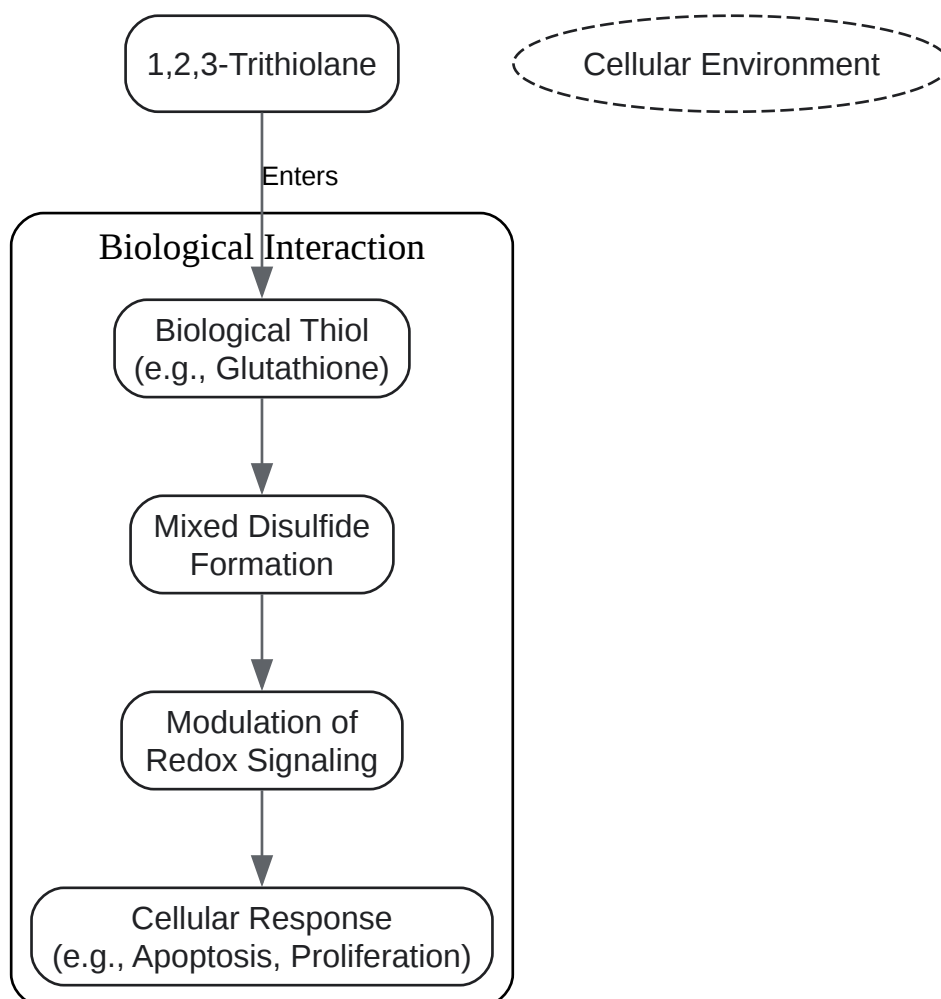 1,2,3-Trithiolane
Cellular Environment
Enters
Biological Interaction
Biological Thiol
(e.g., Glutathione)
Mixed Disulfide
Formation
Modulation of
Redox Signaling
Cellular Response
(e.g., Apoptosis, Proliferation)